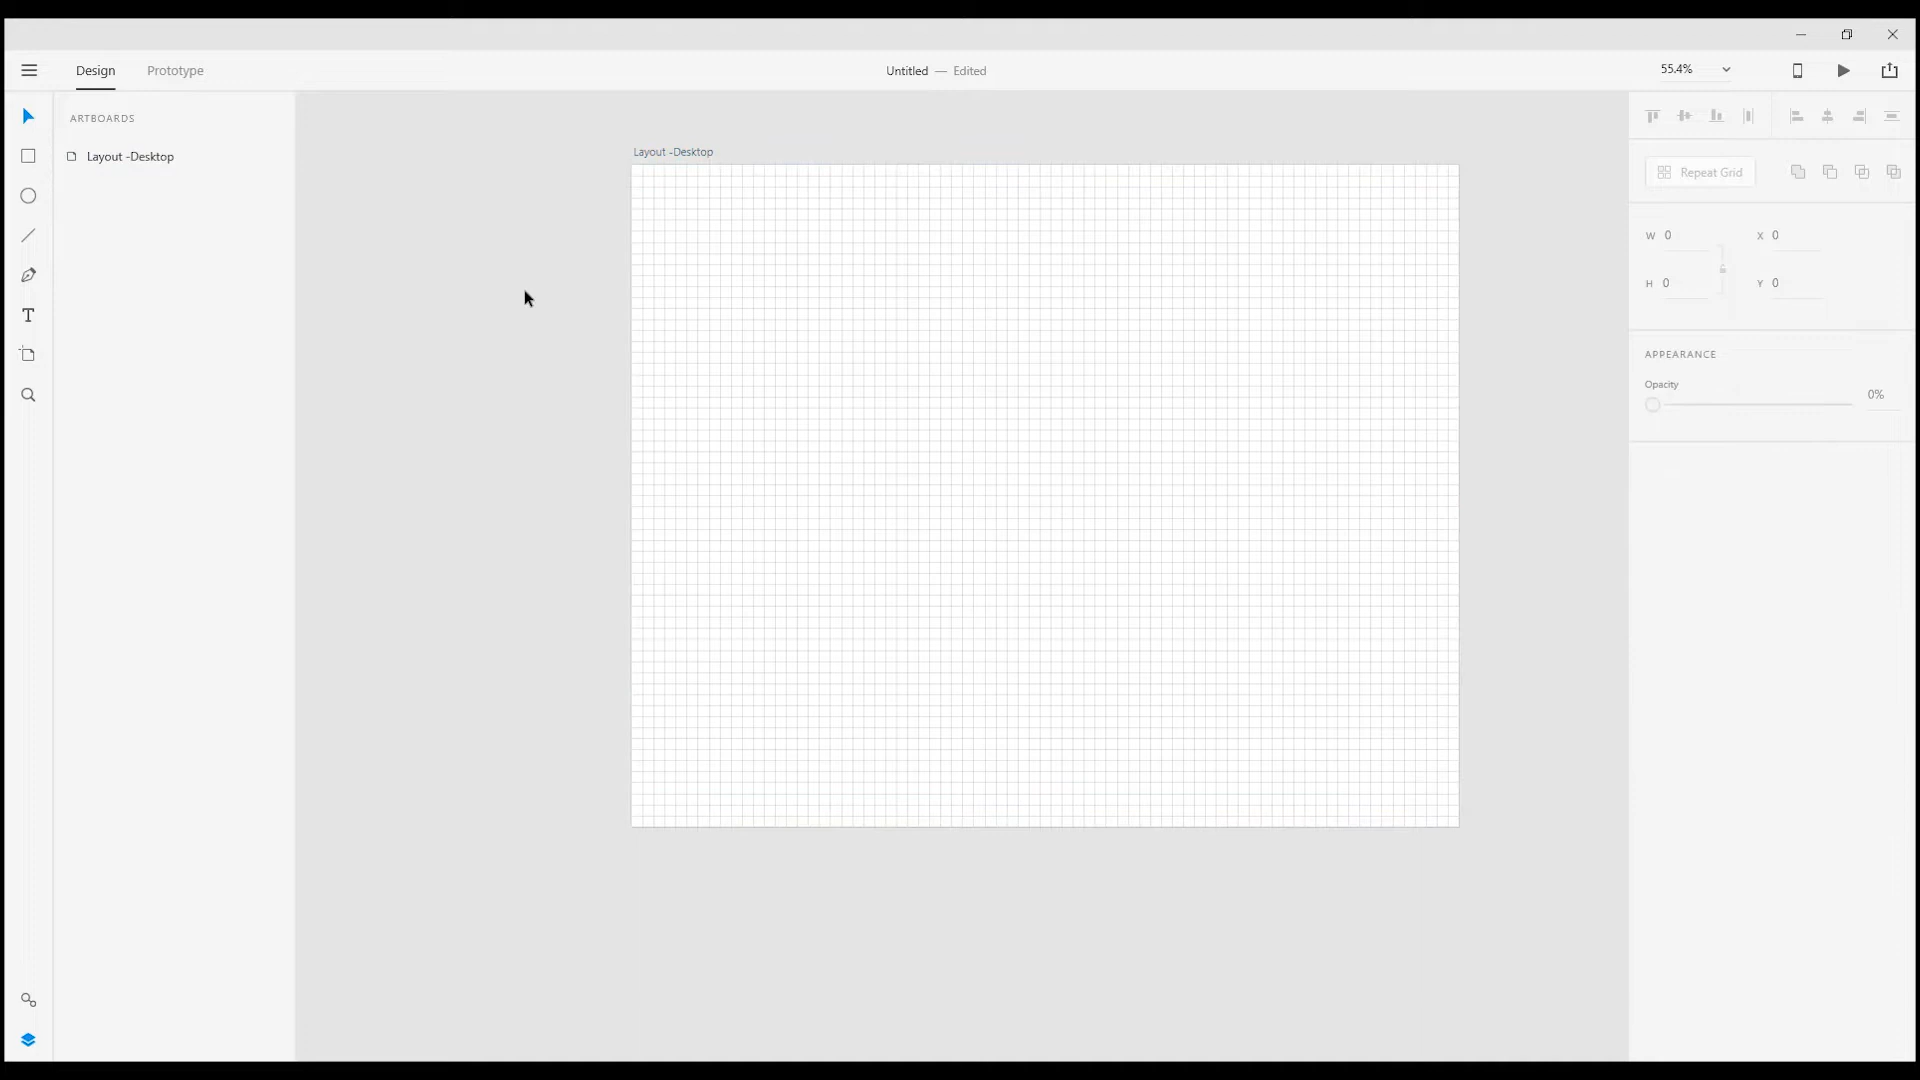 Design Prototype Untitled — Edited 55.4%
ARTBOARDS
Layout -Desktop
Layout -Desktop
Repeat Grid
W 0 X 0
H 0 Y 0
APPEARANCE
Opacity
0%